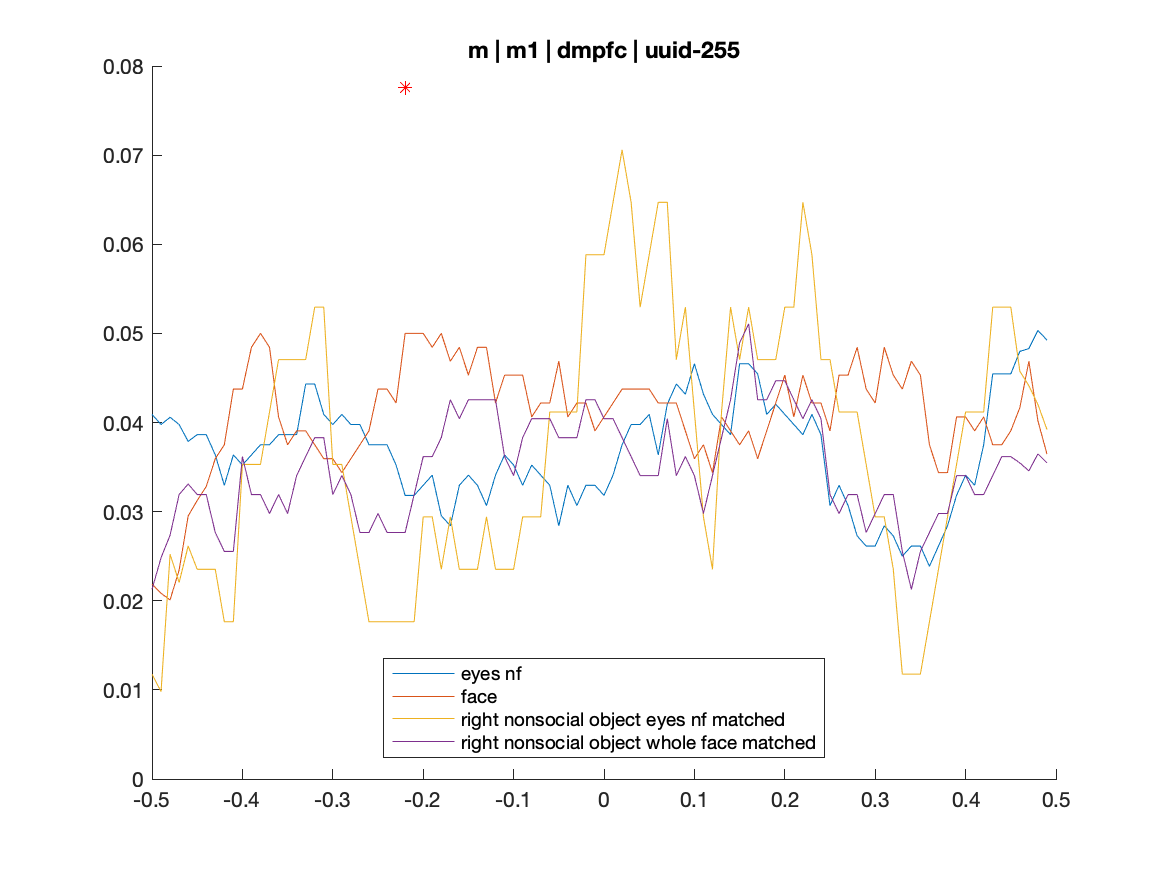 m | m1 | dmpfc | uuid-255
0.08
0.07
0.06
0.05
0.04
0.03
0.02
0.01
0
-0.5 -0.4 -0.3 -0.2 -0.1 0 0.1 0.2 0.3 0.4 0.5
eyes nf
face
right nonsocial object eyes nf matched
right nonsocial object whole face matched